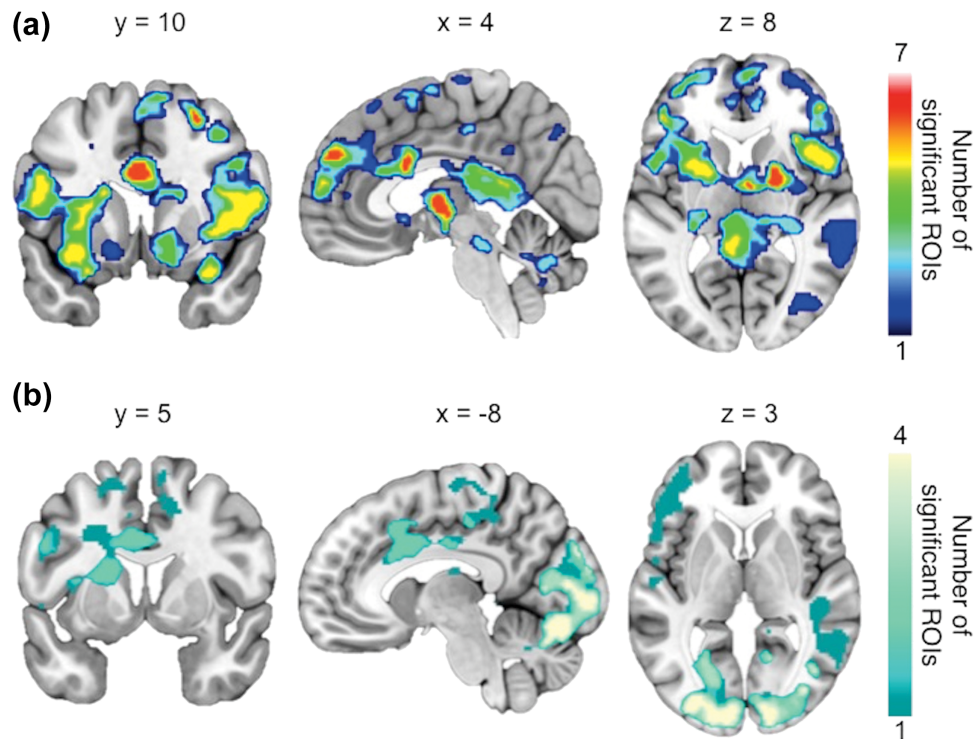 (a)
y = 10
x = 4
z = 8
7
Number of
significant ROIs
1
(b)
y = 5
x = -8
z = 3
4
Number of
significant ROIs
1